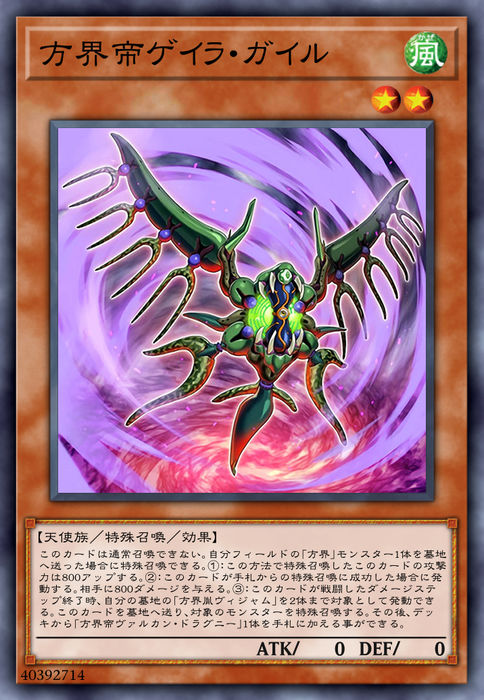 方界帝ゲイラ・ガイル
かぜ
風
【天使族／特殊召喚／効果】
このカードは通常召喚できない。自分フィールドの「方界」モンスター1体を墓地
へ送った場合に特殊召喚できる。①：この方法で特殊召喚したこのカードの攻撃
力は800アップする。②：このカードが手札からの特殊召喚に成功した場合に発
動する。相手に800ダメージを与える。③：このカードが戦闘したダメージステッ
プ終了時、自分の墓地の「方界胤ヴィジャム」を2体まで対象として発動でき
る。このカードを墓地へ送り、対象のモンスターを特殊召喚する。その後、デッ
キから「方界帝ヴァルカン・ドラグニー」1体を手札に加える事ができる。
ATK/ 0 DEF/ 0
40392714